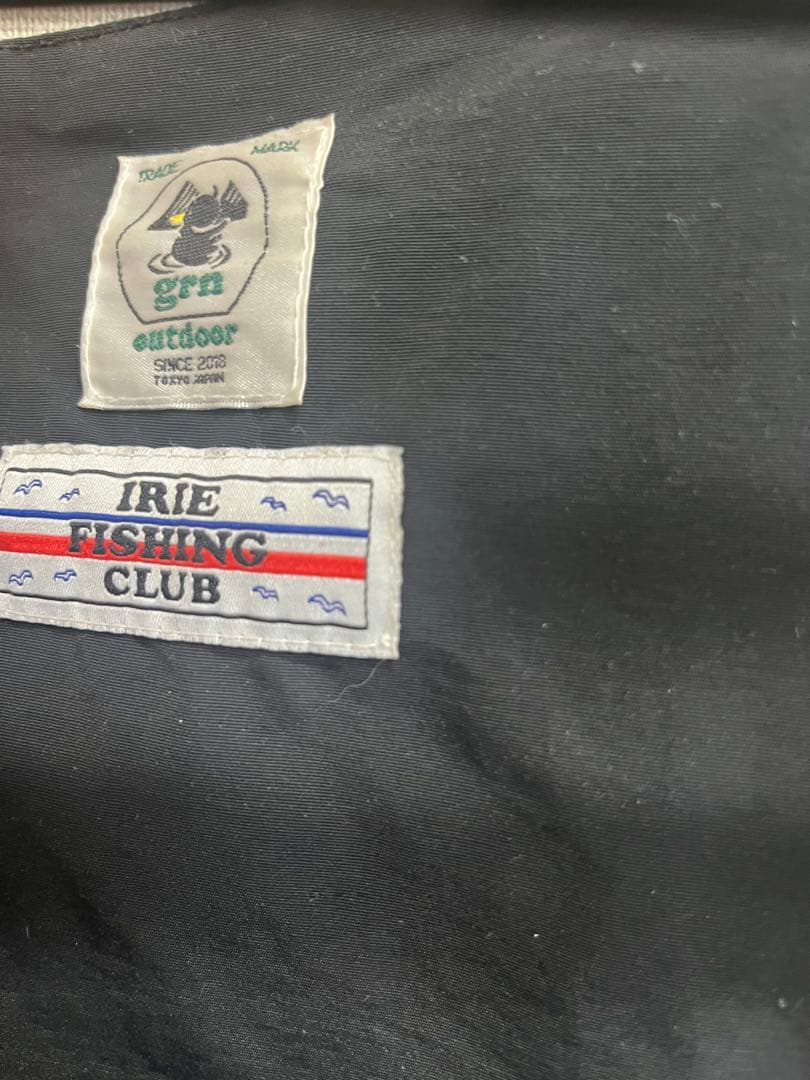 TRADE MARK
grn
outdoor
SINCE 2018
TOKYO JAPAN
IRIE
FISHING
CLUB